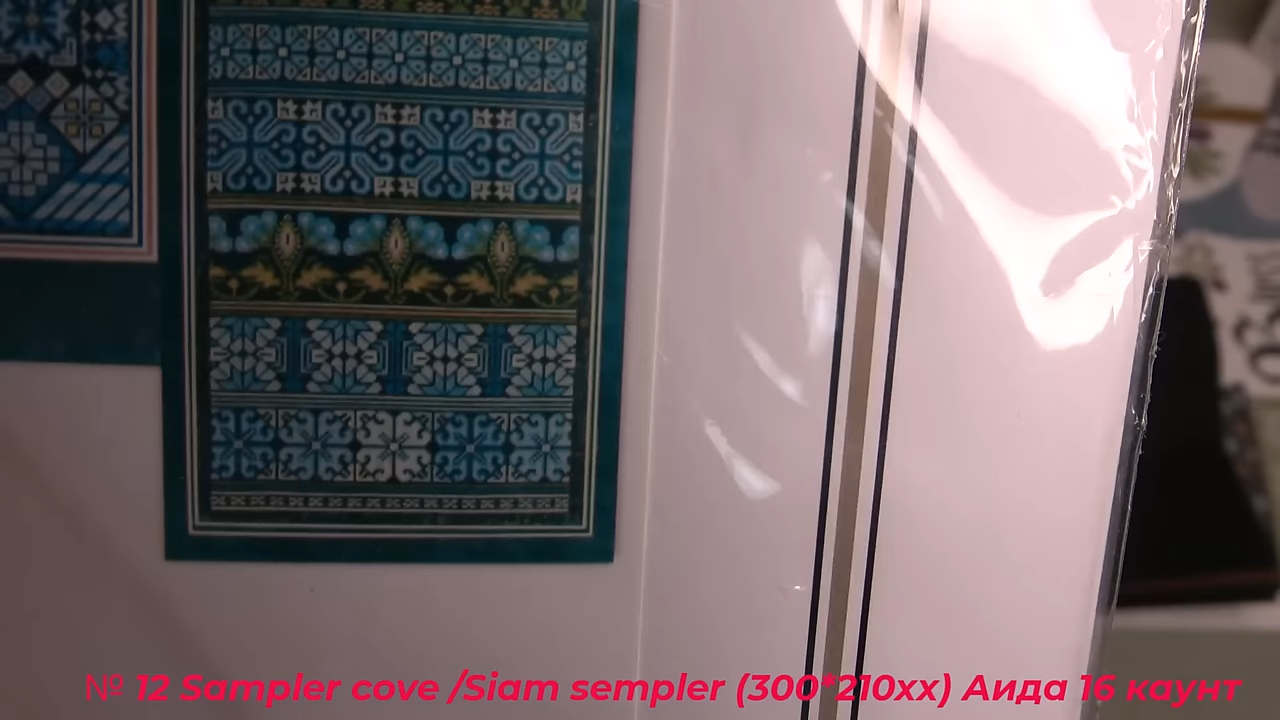 № 12 Sampler cove /Siam sempler (300*210xx) Аида 16 каунт